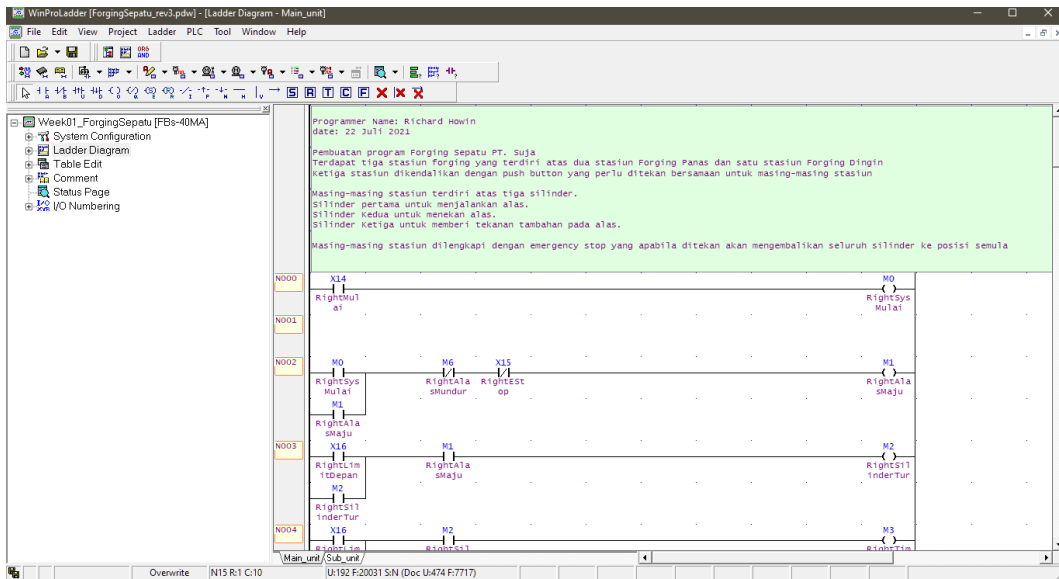 WinProLadder [ForgingSepatu_rev3.pdw] - [Ladder Diagram - Main_unit]
File Edit View Project Ladder PLC Tool Window Help
ORG
AND
S R T C F
Week01_ForgingSepatu [FBs-40MA]
System Configuration
Ladder Diagram
Table Edit
Comment
Status Page
I/O Numbering
Programmer Name: Richard Howin
date: 22 Juli 2021
Pembuatan program Forging Sepatu PT. Suja
Terdapat tiga stasiun forging yang terdiri atas dua stasiun Forging Panas dan satu stasiun Forging Dingin
Ketiga stasiun dikendalikan dengan push button yang perlu ditekan bersamaan untuk masing-masing stasiun
Masing-masing stasiun terdiri atas tiga silinder.
Silinder pertama untuk menjalankan alas.
Silinder Kedua untuk menekan alas.
Silinder Ketiga untuk memberi tekanan tambahan pada alas.
Masing-masing stasiun dilengkapi dengan emergency stop yang apabila ditekan akan mengembalikan seluruh silinder ke posisi semula
N000 X14 M0
RightMul RightSys
ai Mulai
N001
N002 M0 M6 X15 M1
RightSys RightAla RightESt RightAla
Mulai sMundur op sMaju
M1
RightAla
sMaju
N003 X16 M1 M2
RightLim RightAla RightSil
itDepan sMaju inderTur
M2
RightSil
inderTur
N004 X16 M2 M3
RightLim RightSil RightTim
Main_unit Sub_unit
Overwrite N15 R:1 C:10 U:192 F:20031 S:N (Doc U:474 F:7717)